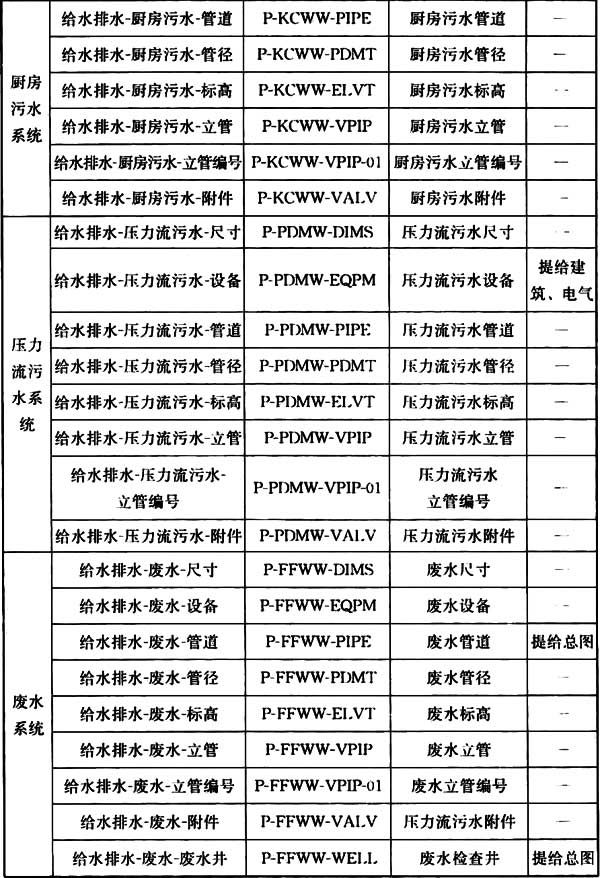 厨房
污水
系统
给水排水-厨房污水-管道 P-KCWW-PIPE 厨房污水管道 —
给水排水-厨房污水-管径 P-KCWW-PDMT 厨房污水管径 —
给水排水-厨房污水-标高 P-KCWW-ELVT 厨房污水标高 —
给水排水-厨房污水-立管 P-KCWW-VPIP 厨房污水立管 —
给水排水-厨房污水-立管编号 P-KCWW-VPIP-01 厨房污水立管编号 —
给水排水-厨房污水-附件 P-KCWW-VALV 厨房污水附件 —
压力
流污
水系
统
给水排水-压力流污水-尺寸 P-PDMW-DIMS 压力流污水尺寸 —
给水排水-压力流污水-设备 P-PDMW-EQPM 压力流污水设备 提给建
筑、电气
给水排水-压力流污水-管道 P-PDMW-PIPE 压力流污水管道 —
给水排水-压力流污水-管径 P-PDMW-PDMT 压力流污水管径 —
给水排水-压力流污水-标高 P-PDMW-ELVT 压力流污水标高 —
给水排水-压力流污水-立管 P-PDMW-VPIP 压力流污水立管 —
给水排水-压力流污水-
立管编号 P-PDMW-VPIP-01 压力流污水
立管编号 —
给水排水-压力流污水-附件 P-PDMW-VALV 压力流污水附件 —
废水
系统
给水排水-废水-尺寸 P-FFWW-DIMS 废水尺寸 —
给水排水-废水-设备 P-FFWW-EQPM 废水设备 —
给水排水-废水-管道 P-FFWW-PIPE 废水管道 提给总图
给水排水-废水-管径 P-FFWW-PDMT 废水管径 —
给水排水-废水-标高 P-FFWW-ELVT 废水标高 —
给水排水-废水-立管 P-FFWW-VPIP 废水立管 —
给水排水-废水-立管编号 P-FFWW-VPIP-01 废水立管编号 —
给水排水-废水-附件 P-FFWW-VALV 压力流污水附件 —
给水排水-废水-废水井 P-FFWW-WELL 废水检查井 提给总图